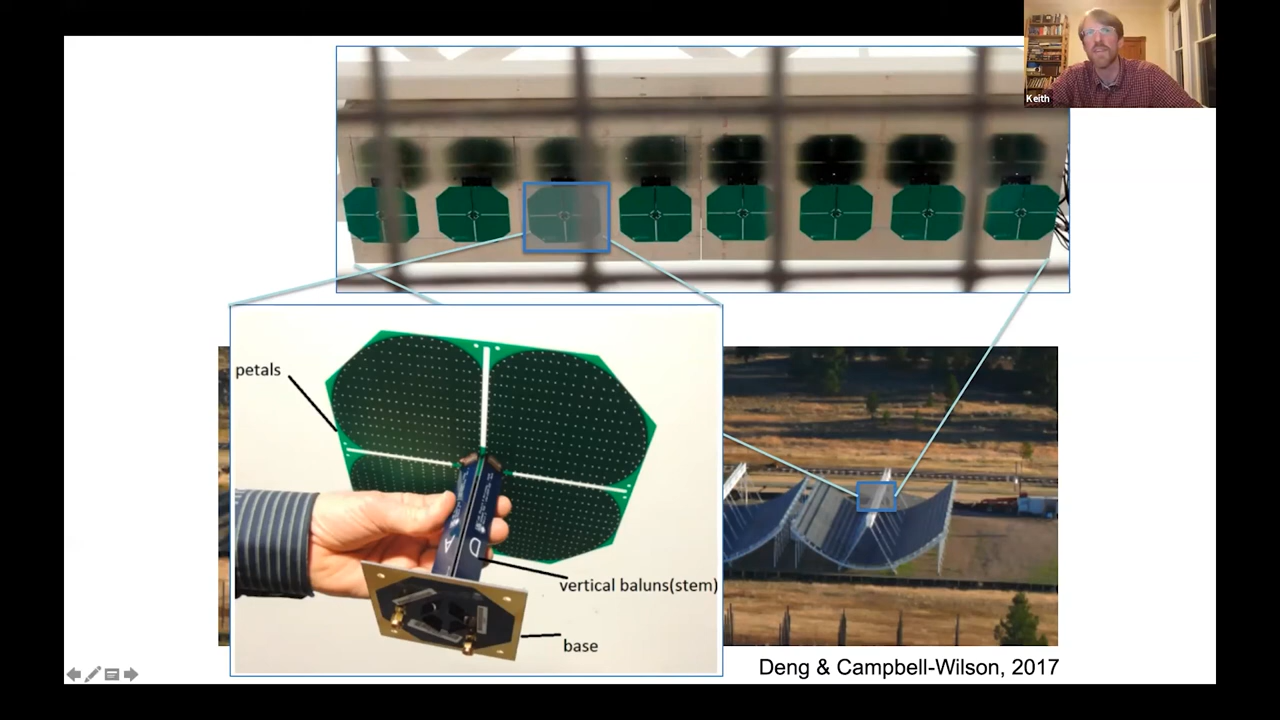 Keith
petals
vertical baluns(stem)
base
Deng & Campbell-Wilson, 2017